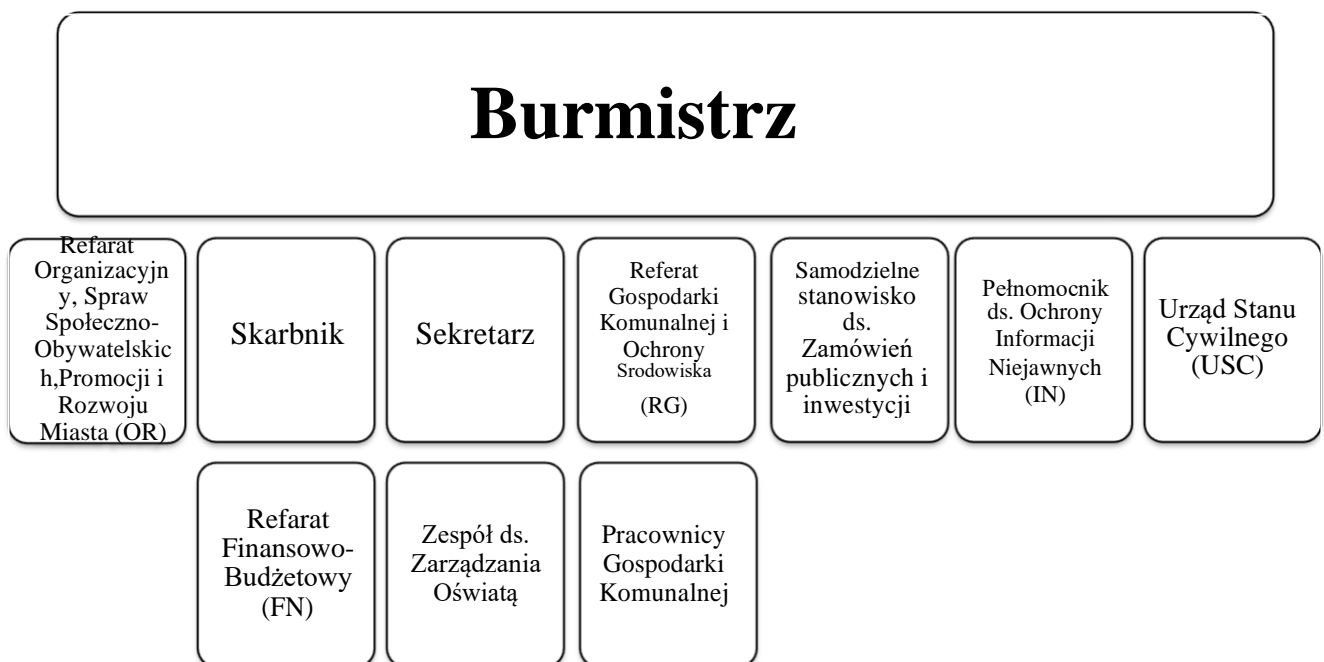 Burmistrz
Refarat
Organizacyjn
y, Spraw
Społeczno-
Obywatelskic
h,Promocji i
Rozwoju
Miasta (OR)
Skarbnik
Sekretarz
Referat
Gospodarki
Komunalnej i
Ochrony
Srodowiska
(RG)
Samodzielne
stanowisko
ds.
Zamówień
publicznych i
inwestycji
Pełnomocnik
ds. Ochrony
Informacji
Niejawnych
(IN)
Urząd Stanu
Cywilnego
(USC)
Refarat
Finansowo-
Budżetowy
(FN)
Zespół ds.
Zarządzania
Oświatą
Pracownicy
Gospodarki
Komunalnej